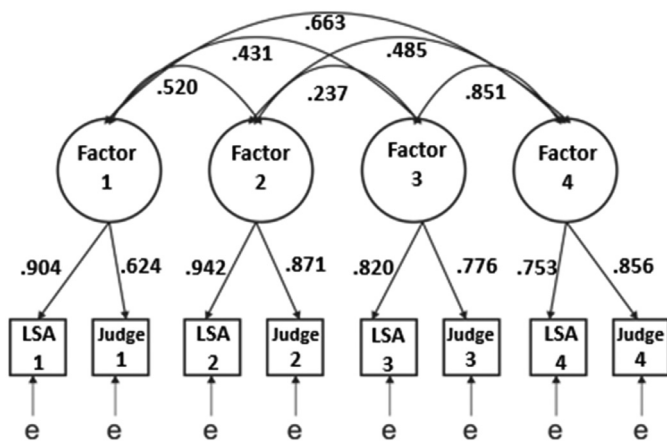 .663
.431
.485
.520
.237
.851
Factor
1
Factor
2
Factor
3
Factor
4
.904
.624
.942
.871
.820
.776
.753
.856
LSA
1
Judge
1
LSA
2
Judge
2
LSA
3
Judge
3
LSA
4
Judge
4
e
e
e
e
e
e
e
e